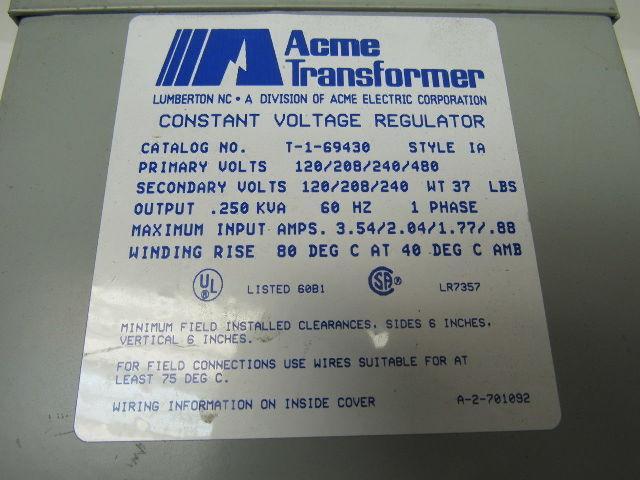 Acme
Transformer
LUMBERTON NC • A DIVISION OF ACME ELECTRIC CORPORATION
CONSTANT VOLTAGE REGULATOR
CATALOG NO. T-1-69430 STYLE IA
PRIMARY VOLTS 120/208/240/480
SECONDARY VOLTS 120/208/240 WT 37 LBS
OUTPUT .250 KVA 60 HZ 1 PHASE
MAXIMUM INPUT AMPS. 3.54/2.04/1.77/.88
WINDING RISE 80 DEG C AT 40 DEG C AMB
UL ® LISTED 60B1 SA ® LR7357
MINIMUM FIELD INSTALLED CLEARANCES. SIDES 6 INCHES.
VERTICAL 6 INCHES.
FOR FIELD CONNECTIONS USE WIRES SUITABLE FOR AT
LEAST 75 DEG C.
WIRING INFORMATION ON INSIDE COVER A-2-701092